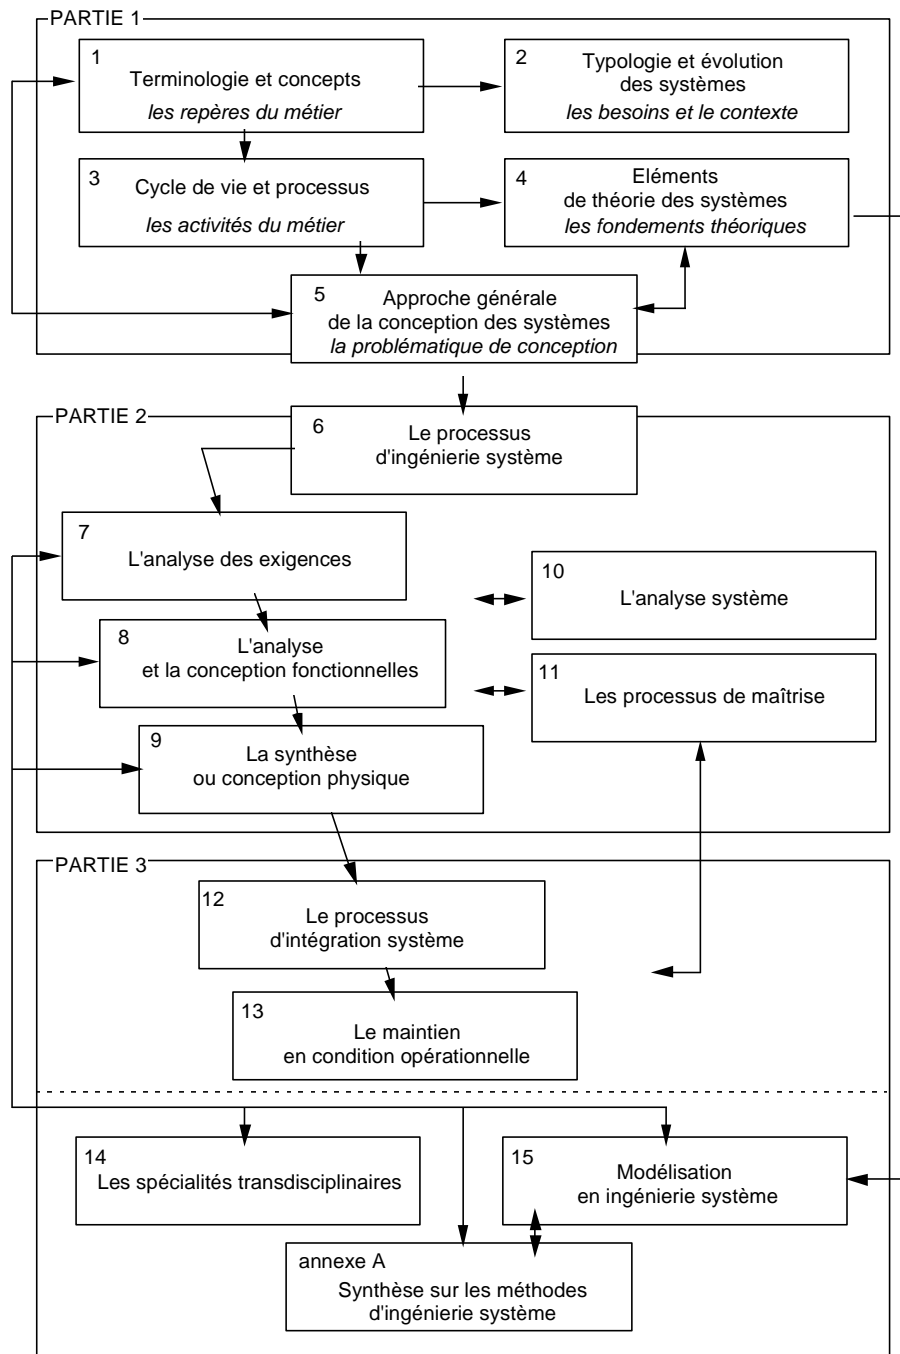 PARTIE 1
1
Terminologie et concepts
les repères du métier
2
Typologie et évolution
des systèmes
les besoins et le contexte
3
Cycle de vie et processus
les activités du métier
4
Eléments
de théorie des systèmes
les fondements théoriques
5
Approche générale
de la conception des systèmes
la problématique de conception
PARTIE 2
6
Le processus
d'ingénierie système
7
L'analyse des exigences
8
L'analyse
et la conception fonctionnelles
9
La synthèse
ou conception physique
10
L'analyse système
11
Les processus de maîtrise
PARTIE 3
12
Le processus
d'intégration système
13
Le maintien
en condition opérationnelle
14
Les spécialités transdisciplinaires
15
Modélisation
en ingénierie système
annexe A
Synthèse sur les méthodes
d'ingénierie système